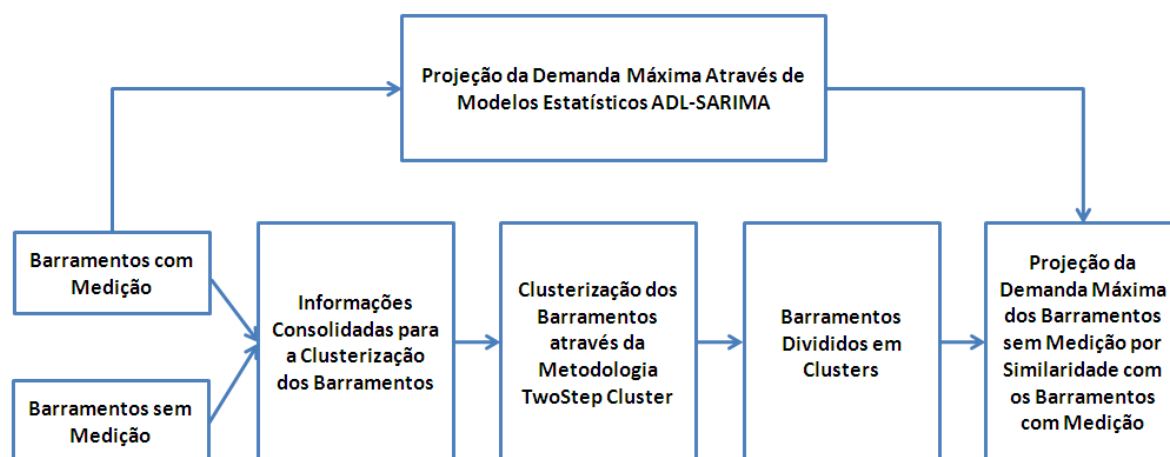 Projeção da Demanda Máxima Através de
Modelos Estatísticos ADL-SARIMA
Barramentos com
Medição
Barramentos sem
Medição
Informações
Consolidadas para
a Clusterização
dos Barramentos
Clusterização dos
Barramentos
através da
Metodologia
TwoStep Cluster
Barramentos
Divididos em
Clusters
Projeção da
Demanda Máxima
dos Barramentos
sem Medição por
Similaridade com
os Barramentos
com Medição